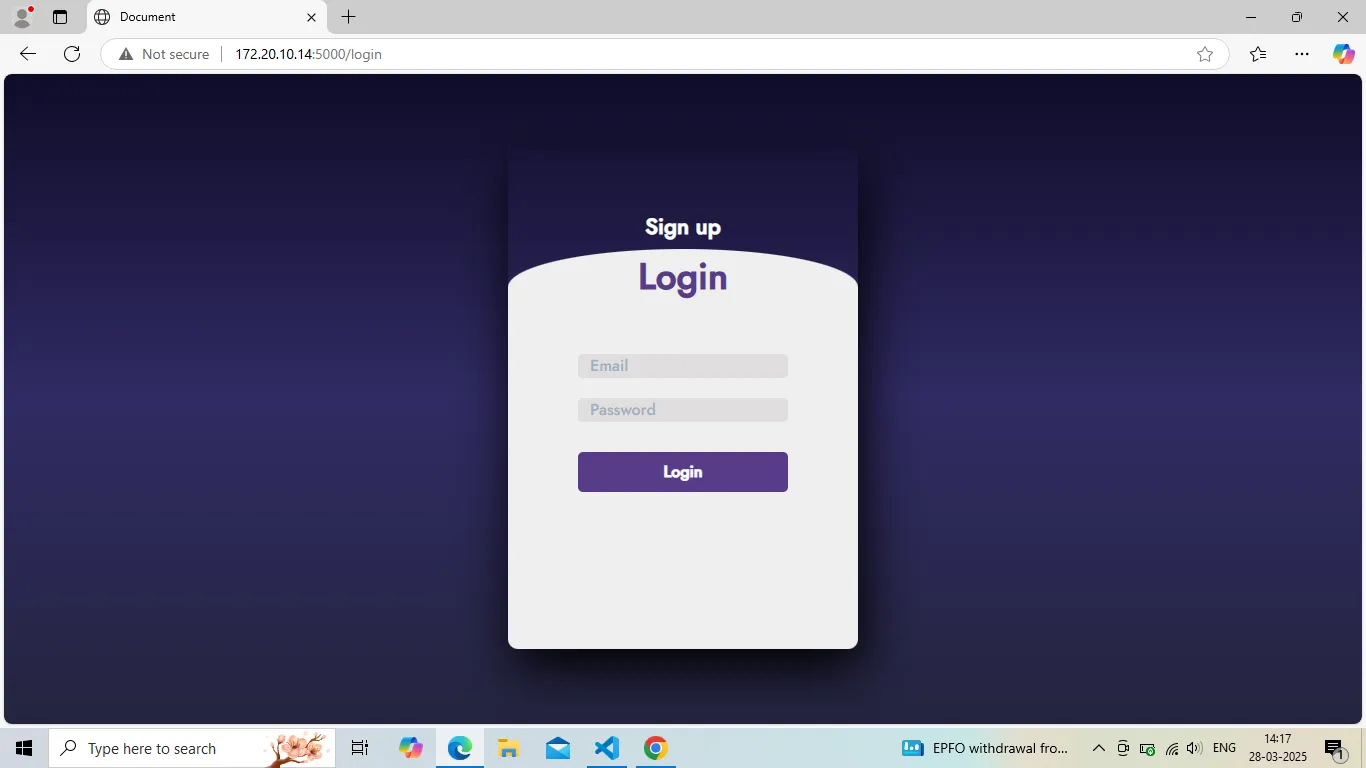 Document
Not secure
172.20.10.14:5000/login
Sign up
Login
Email
Password
Login
Type here to search
EPFO withdrawal fro...
ENG
14:17
28-03-2025
1